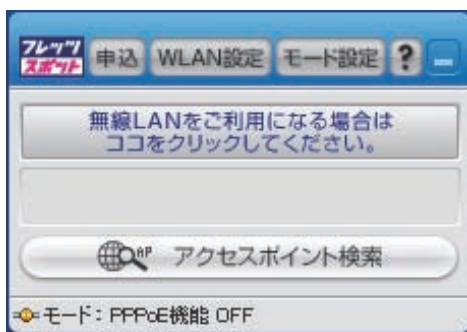 フレッツ
スポット
申込 WLAN設定 モード設定 ?
無線LANをご利用になる場合は
ココをクリックしてください。
AP アクセスポイント検索
モード：PPPoE機能 OFF